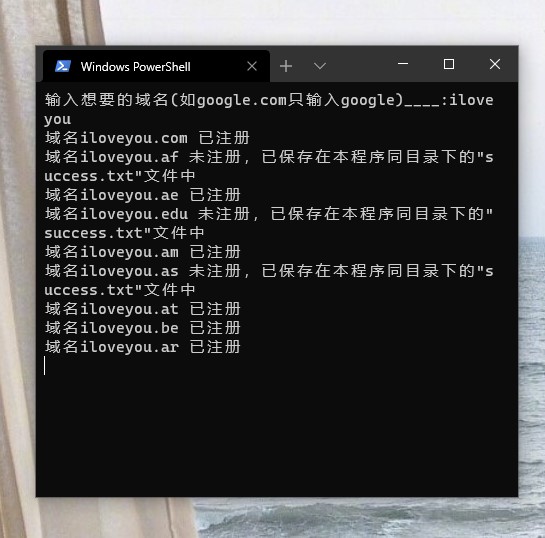 Windows PowerShell
输入想要的域名(如google.com只输入google)____:ilove
you
域名iloveyou.com 已注册
域名iloveyou.af 未注册，已保存在本程序同目录下的"s
uccess.txt"文件中
域名iloveyou.ae 已注册
域名iloveyou.edu 未注册，已保存在本程序同目录下的"
success.txt"文件中
域名iloveyou.am 已注册
域名iloveyou.as 未注册，已保存在本程序同目录下的"s
uccess.txt"文件中
域名iloveyou.at 已注册
域名iloveyou.be 已注册
域名iloveyou.ar 已注册